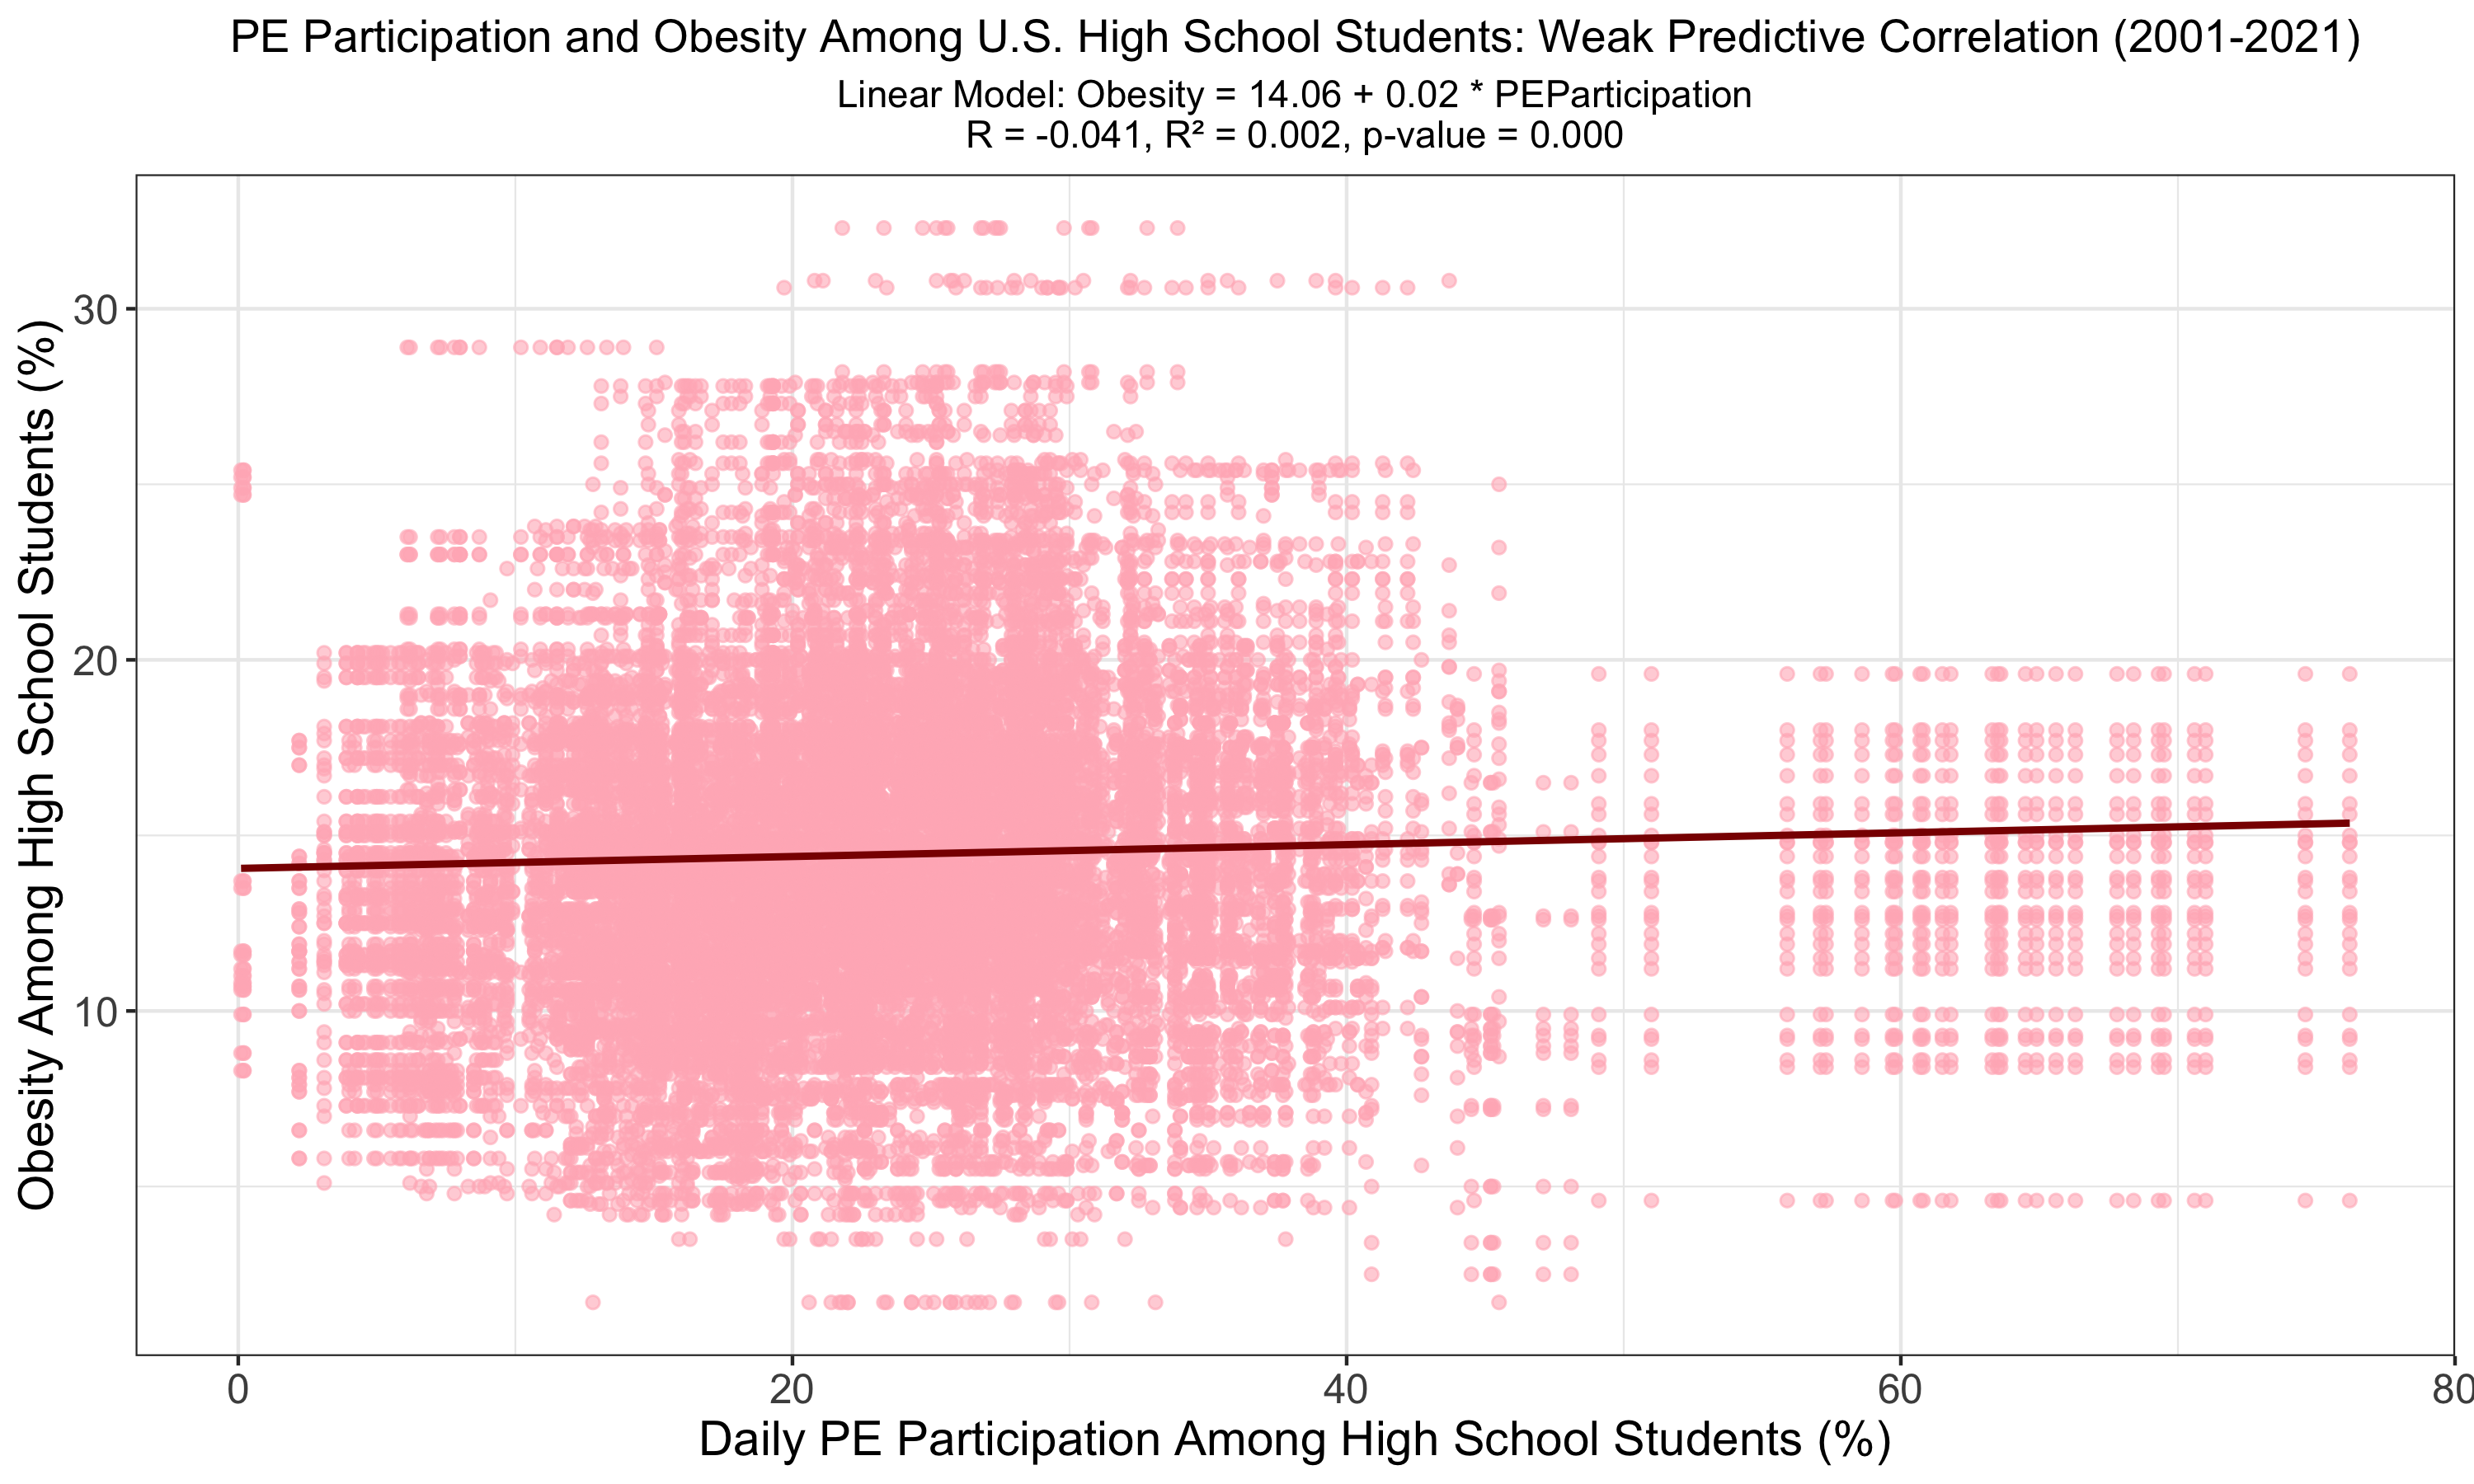 PE Participation and Obesity Among U.S. High School Students: Weak Predictive Correlation (2001-2021)
Linear Model: Obesity = 14.06 + 0.02 * PEParticipation
R = -0.041, R² = 0.002, p-value = 0.000
Obesity Among High School Students (%)
30
20
10
0 20 40 60 80
Daily PE Participation Among High School Students (%)